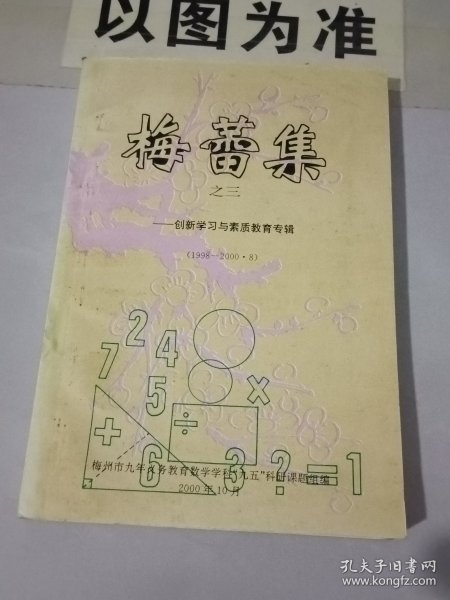 以图为准
梅蕾集
之三
——创新学习与素质教育专辑
(1998—2000·8)
2 4
7
5 ×
÷
+ 6 3 ? = 1
梅州市九年义务教育数学学科“九五”科研课题组编
2000年10月
孔夫子旧书网
www.kongfz.com